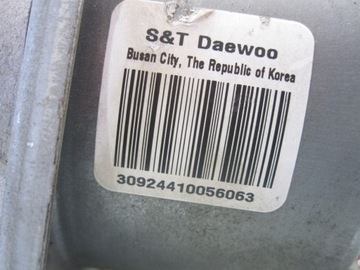 S&T Daewoo
Busan City, The Republic of Korea
30924410056063